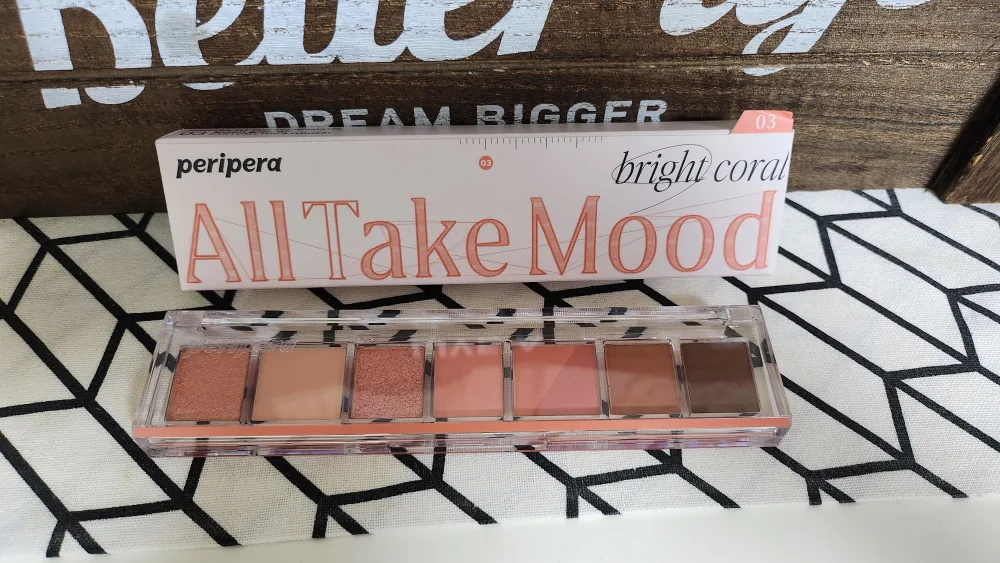 DREAM BIGGER
03
peripera
03
bright coral
All Take Mood